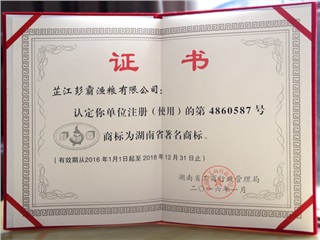 证 书
芷江彭霸渔粮有限公司：
认定你单位注册（使用）的第 4860587 号
商标为湖南省著名商标。
（有效期从2016年1月1日起至2018年12月31日止）
湖南省工商行政管理局
二〇一六年一月